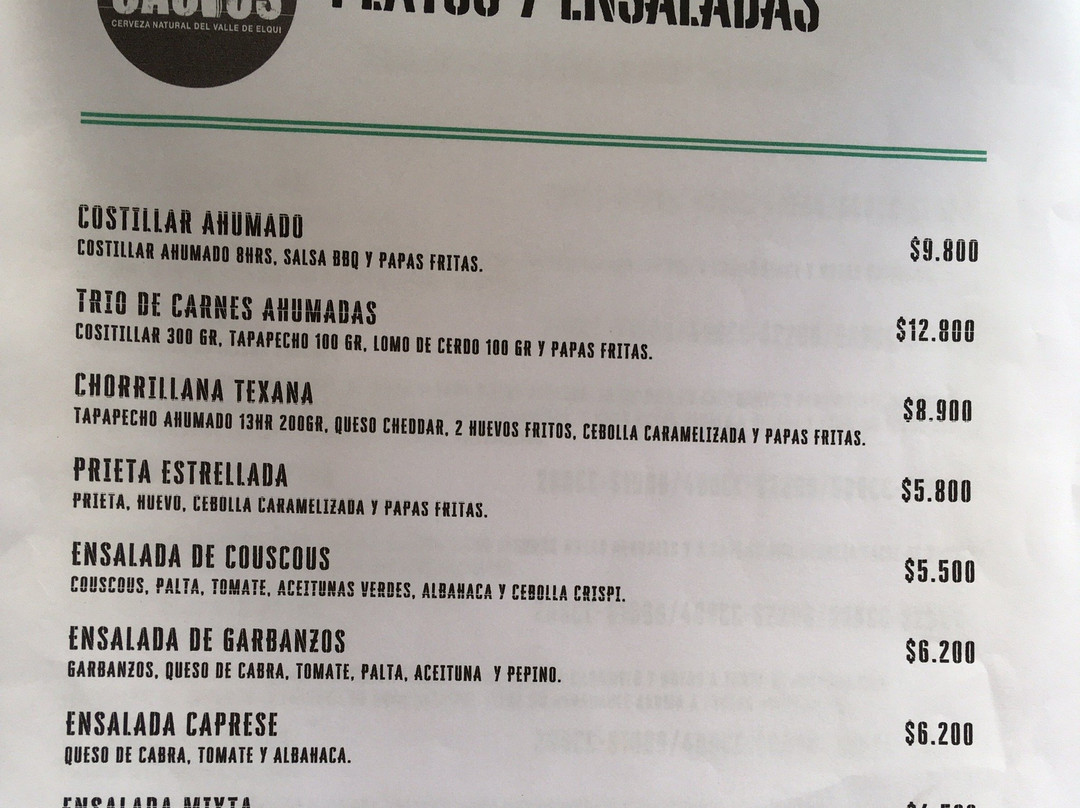 CERVEZA NATURAL DEL VALLE DE ELQUI
PLATOS Y ENSALADAS
COSTILLAR AHUMADO
COSTILLAR AHUMADO 8HRS, SALSA BBQ Y PAPAS FRITAS.
$9.800
TRIO DE CARNES AHUMADAS
COSITILLAR 300 GR, TAPAPECHO 100 GR, LOMO DE CERDO 100 GR Y PAPAS FRITAS.
$12.800
CHORRILLANA TEXANA
TAPAPECHO AHUMADO 13HR 200GR, QUESO CHEDDAR, 2 HUEVOS FRITOS, CEBOLLA CARAMELIZADA Y PAPAS FRITAS.
$8.900
PRIETA ESTRELLADA
PRIETA, HUEVO, CEBOLLA CARAMELIZADA Y PAPAS FRITAS.
$5.800
ENSALADA DE COUSCOUS
COUSCOUS, PALTA, TOMATE, ACEITUNAS VERDES, ALBAHACA Y CEBOLLA CRISPI.
$5.500
ENSALADA DE GARBANZOS
GARBANZOS, QUESO DE CABRA, TOMATE, PALTA, ACEITUNA Y PEPINO.
$6.200
ENSALADA CAPRESE
QUESO DE CABRA, TOMATE Y ALBAHACA.
$6.200
ENSALADA MIXTA